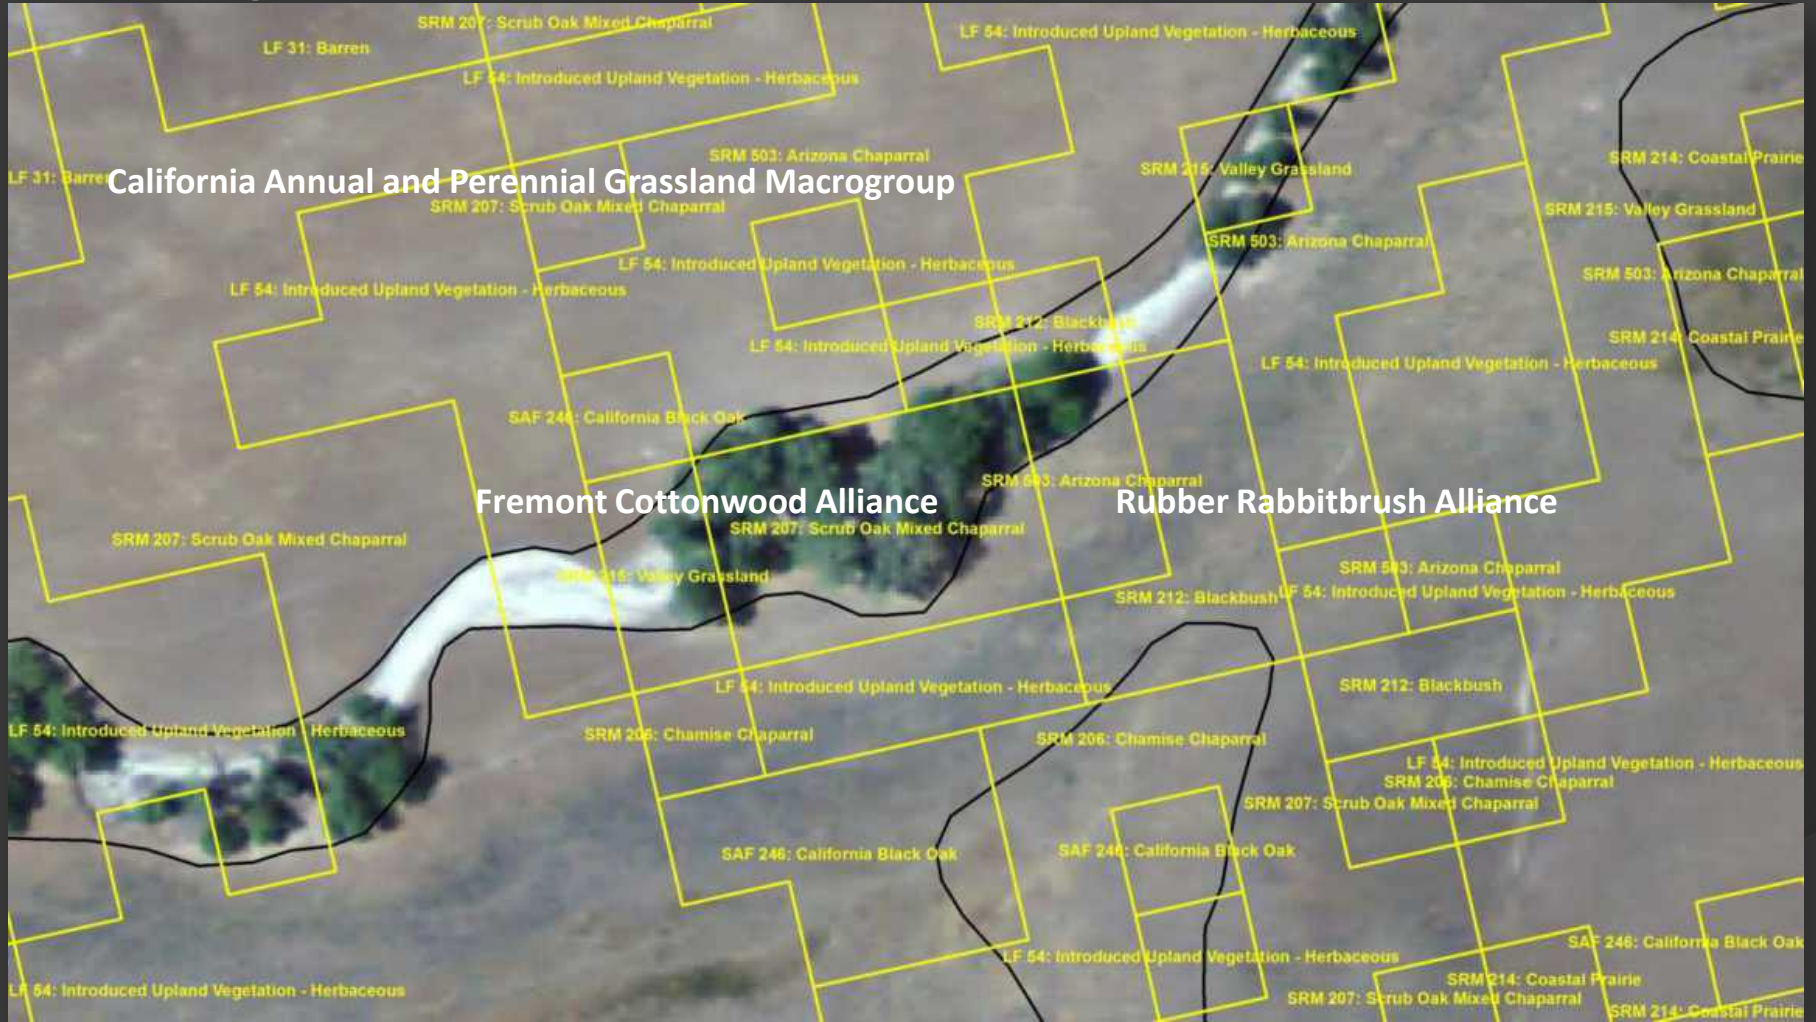 SRM 207: Scrub Oak Mixed Chaparral
LF 54: Introduced Upland Vegetation - Herbaceous
LF 31: Barren
LF 54: Introduced Upland Vegetation - Herbaceous
SRM 503: Arizona Chaparral
SRM 214: Coastal Prairie
SRM 215: Valley Grassland
LF 31: Barren
California Annual and Perennial Grassland Macrogroup
SRM 207: Scrub Oak Mixed Chaparral
SRM 215: Valley Grassland
SRM 503: Arizona Chaparral
LF 54: Introduced Upland Vegetation - Herbaceous
SRM 503: Arizona Chaparral
LF 54: Introduced Upland Vegetation - Herbaceous
SRM 212: Blackbush
SRM 214: Coastal Prairie
LF 54: Introduced Upland Vegetation - Herbaceous
LF 54: Introduced Upland Vegetation - Herbaceous
SAF 246: California Black Oak
SRM 503: Arizona Chaparral
Fremont Cottonwood Alliance
Rubber Rabbitbrush Alliance
SRM 207: Scrub Oak Mixed Chaparral
SRM 207: Scrub Oak Mixed Chaparral
SRM 503: Arizona Chaparral
SRM 215: Valley Grassland
SRM 212: Blackbush
LF 54: Introduced Upland Vegetation - Herbaceous
LF 54: Introduced Upland Vegetation - Herbaceous
SRM 212: Blackbush
LF 54: Introduced Upland Vegetation - Herbaceous
SRM 206: Chamise Chaparral
SRM 206: Chamise Chaparral
LF 54: Introduced Upland Vegetation - Herbaceous
SRM 206: Chamise Chaparral
SRM 207: Scrub Oak Mixed Chaparral
SAF 246: California Black Oak
SAF 246: California Black Oak
SAF 246: California Black Oak
LF 54: Introduced Upland Vegetation - Herbaceous
SRM 214: Coastal Prairie
LF 54: Introduced Upland Vegetation - Herbaceous
SRM 207: Scrub Oak Mixed Chaparral
SRM 214: Coastal Prairie